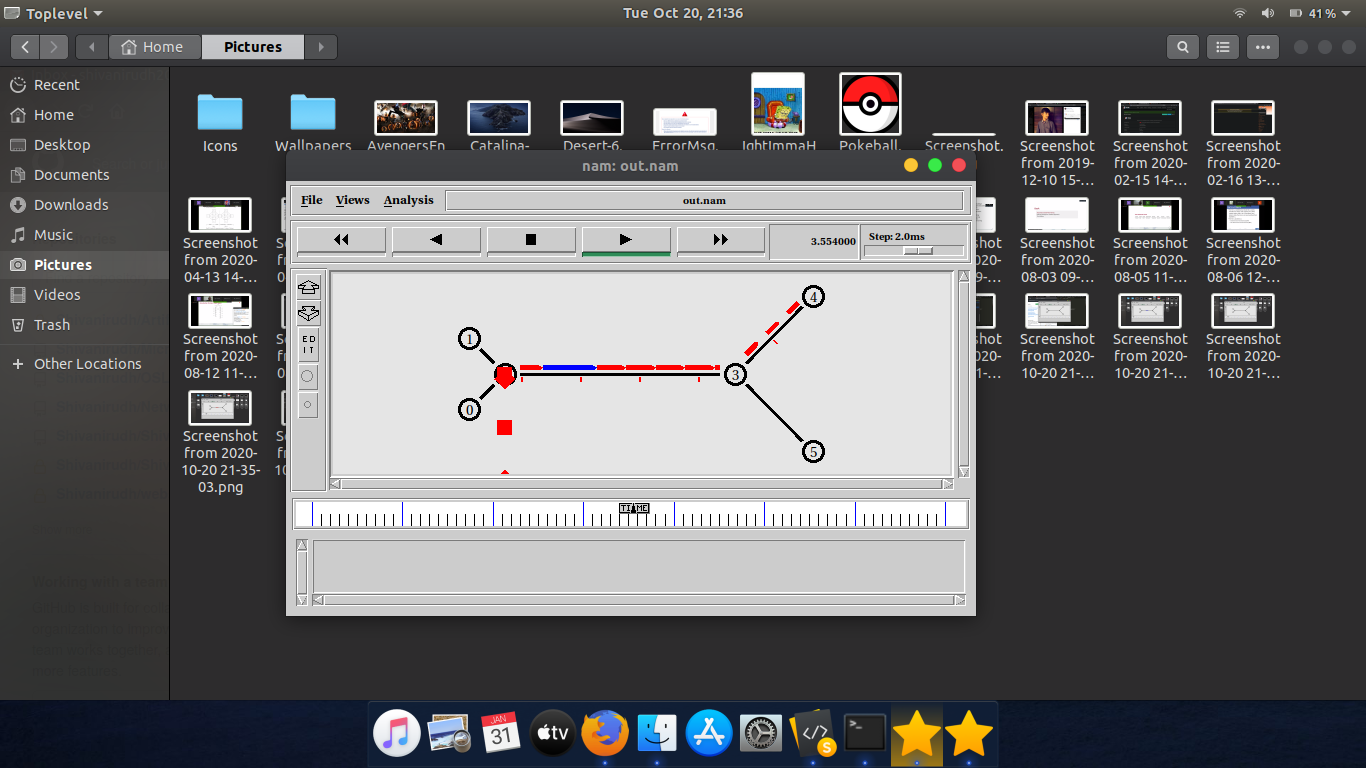 Toplevel
Tue Oct 20, 21:36
41%
Home
Pictures
Recent
Home
Desktop
Documents
Downloads
Music
Pictures
Videos
Trash
Other Locations
Icons
Wallpapers
AvengersEn
Catalina-
Desert-6.
ErrorMsg.
IghtImmaH
Pokeball.
Screenshot.
Screenshot
from 2019-
12-10 15-...
Screenshot
from 2020-
02-15 14-...
Screenshot
from 2020-
02-16 13-...
Screenshot
from 2020-
04-13 14-...
Screenshot
from 2020-
08-03 09-...
Screenshot
from 2020-
08-05 11-...
Screenshot
from 2020-
08-06 12-...
Screenshot
from 2020-
08-12 11-...
Screenshot
from 2020-
10-20 21-...
Screenshot
from 2020-
10-20 21-...
Screenshot
from 2020-
10-20 21-...
Screenshot
from 2020-
10-20 21-35-
03.png
nam: out.nam
File Views Analysis
out.nam
3.554000
Step: 2.0ms
ED
IT
4
1
3
0
5
TIME
JAN
31
tv
S